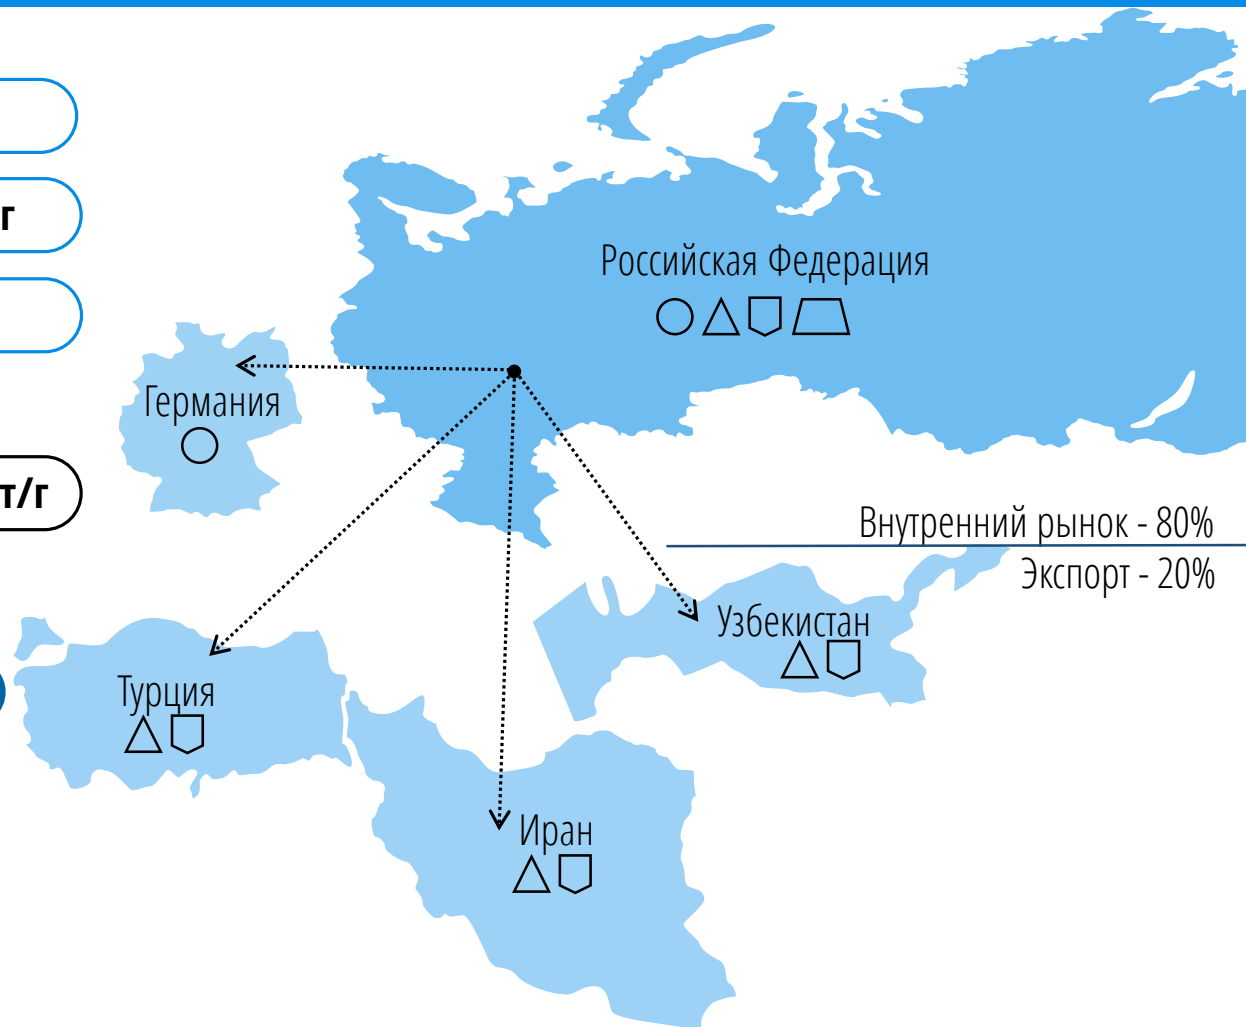 г
Российская Федерация
Германия
т/г
Внутренний рынок - 80%
Экспорт - 20%
Узбекистан
Турция
Иран